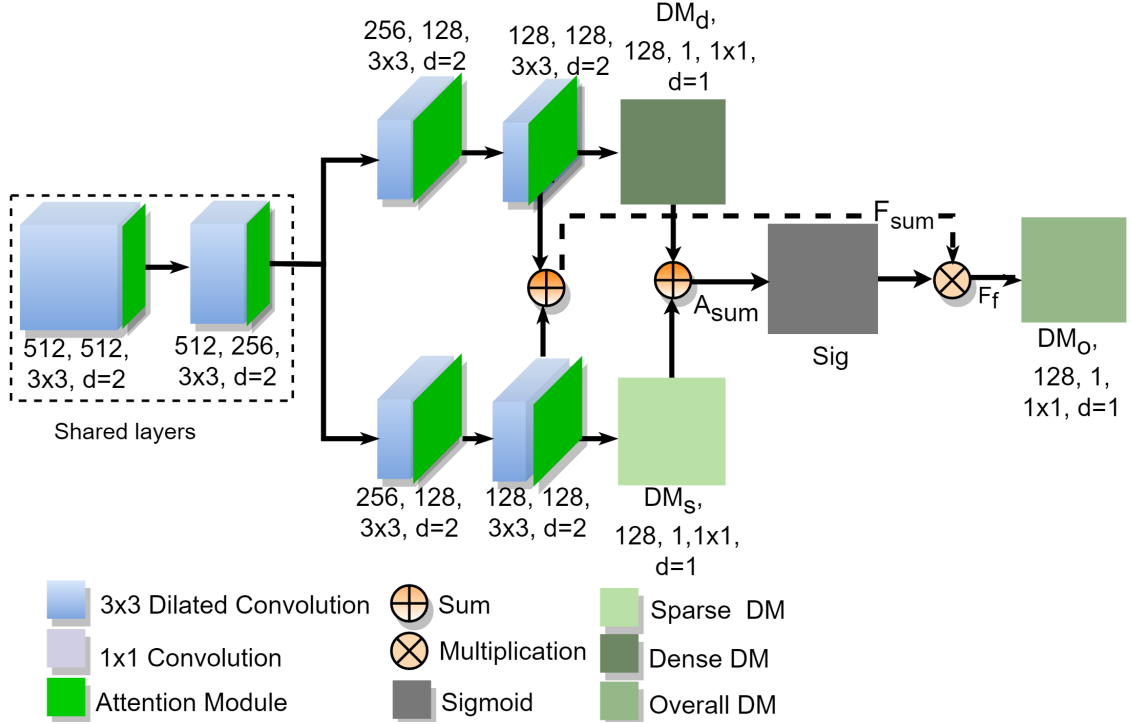 256, 128,
3x3, d=2
128, 128,
3x3, d=2
DMd,
128, 1, 1x1,
d=1
512, 512,
3x3, d=2
512, 256,
3x3, d=2
Shared layers
Fsum
Asum
Sig
Ff
DMo,
128, 1,
1x1, d=1
256, 128,
3x3, d=2
128, 128,
3x3, d=2
DMs,
128, 1,1x1,
d=1
3x3 Dilated Convolution
1x1 Convolution
Attention Module
Sum
Multiplication
Sigmoid
Sparse DM
Dense DM
Overall DM